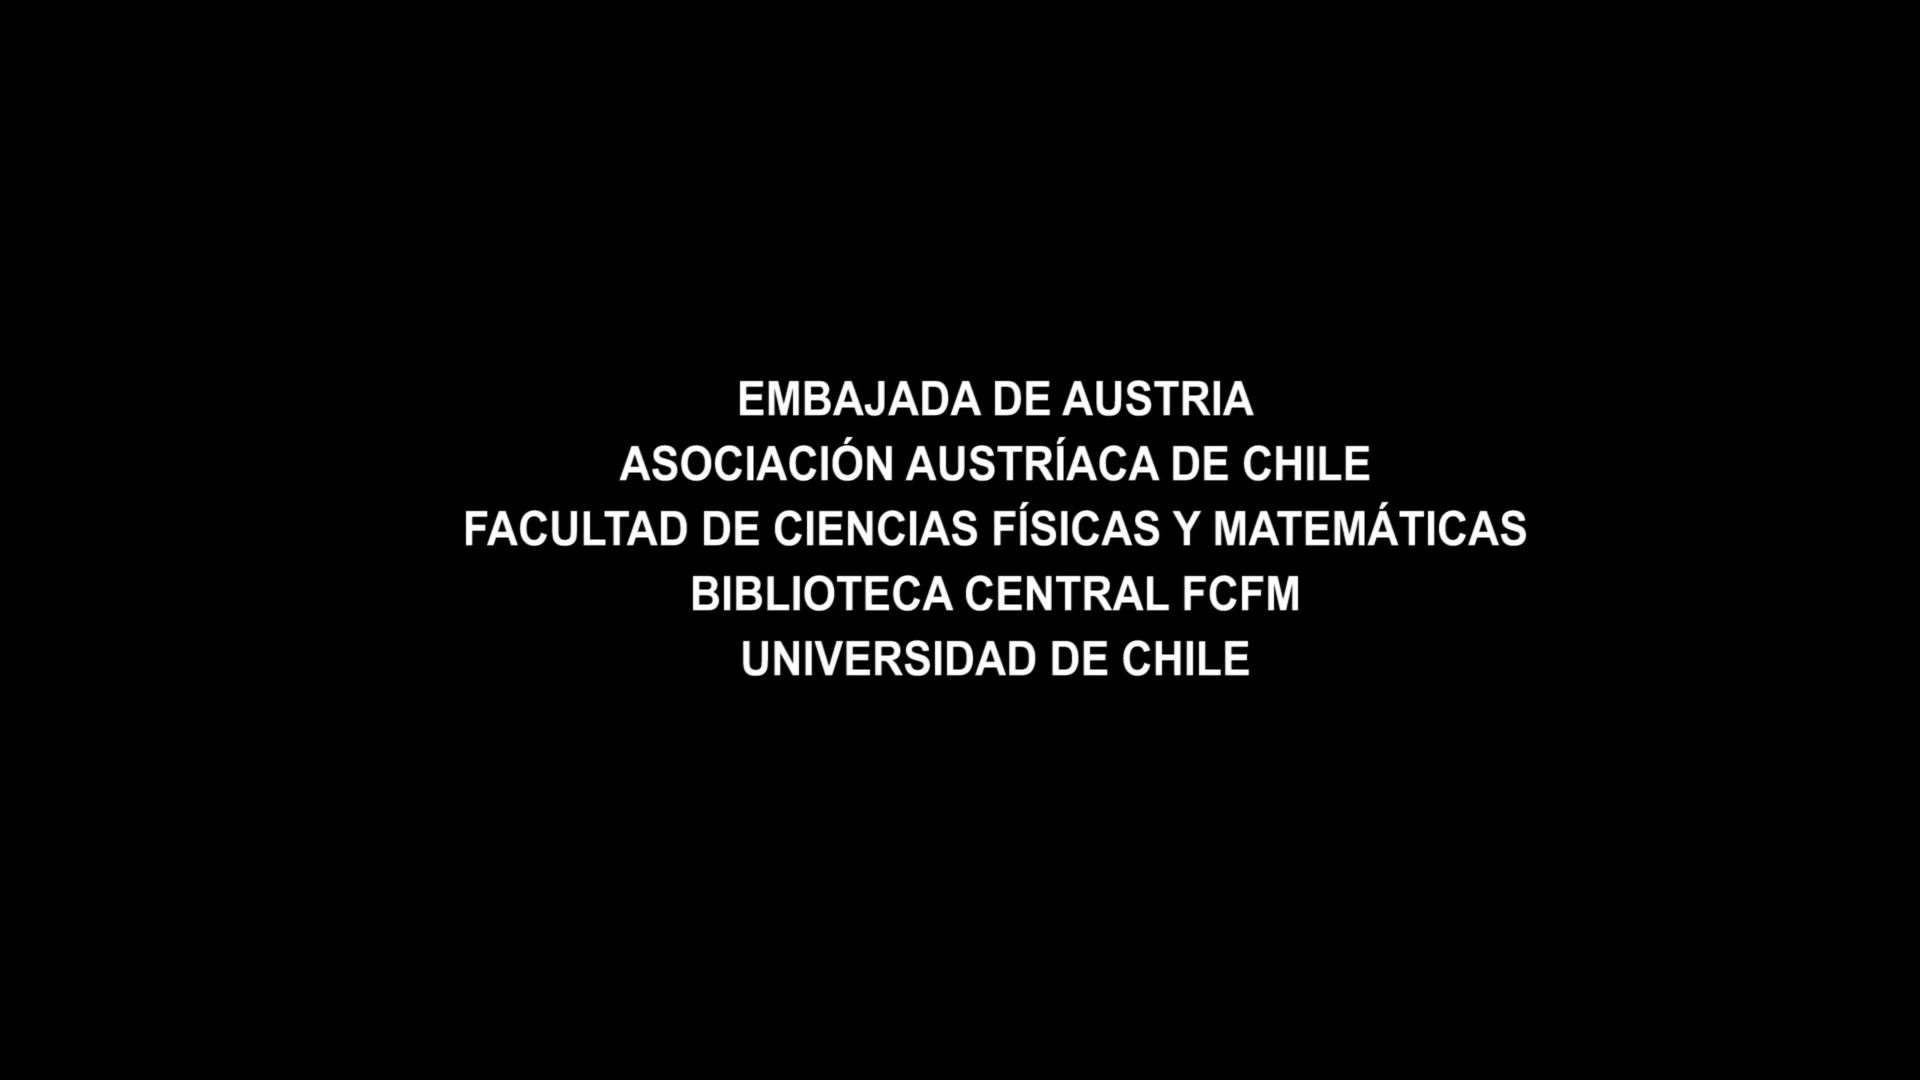 EMBAJADA DE AUSTRIA
ASOCIACIÓN AUSTRÍACA DE CHILE
FACULTAD DE CIENCIAS FÍSICAS Y MATEMÁTICAS
BIBLIOTECA CENTRAL FCFM
UNIVERSIDAD DE CHILE